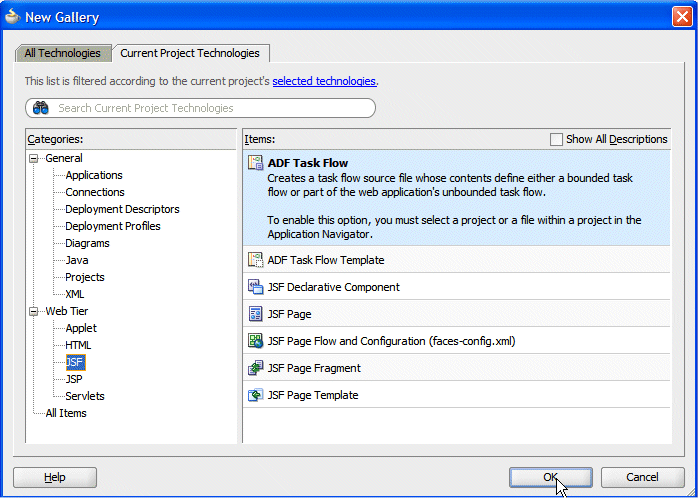 New Gallery
All Technologies
Current Project Technologies
This list is filtered according to the current project's selected technologies.
Search Current Project Technologies
Categories:
General
Applications
Connections
Deployment Descriptors
Deployment Profiles
Diagrams
Java
Projects
XML
Web Tier
Applet
HTML
JSF
JSP
Servlets
All Items
Items:
Show All Descriptions
ADF Task Flow
Creates a task flow source file whose contents define either a bounded task
flow or part of the web application's unbounded task flow.
To enable this option, you must select a project or a file within a project in the
Application Navigator.
ADF Task Flow Template
JSF Declarative Component
JSF Page
JSF Page Flow and Configuration (faces-config.xml)
JSF Page Fragment
JSF Page Template
Help
OK
Cancel